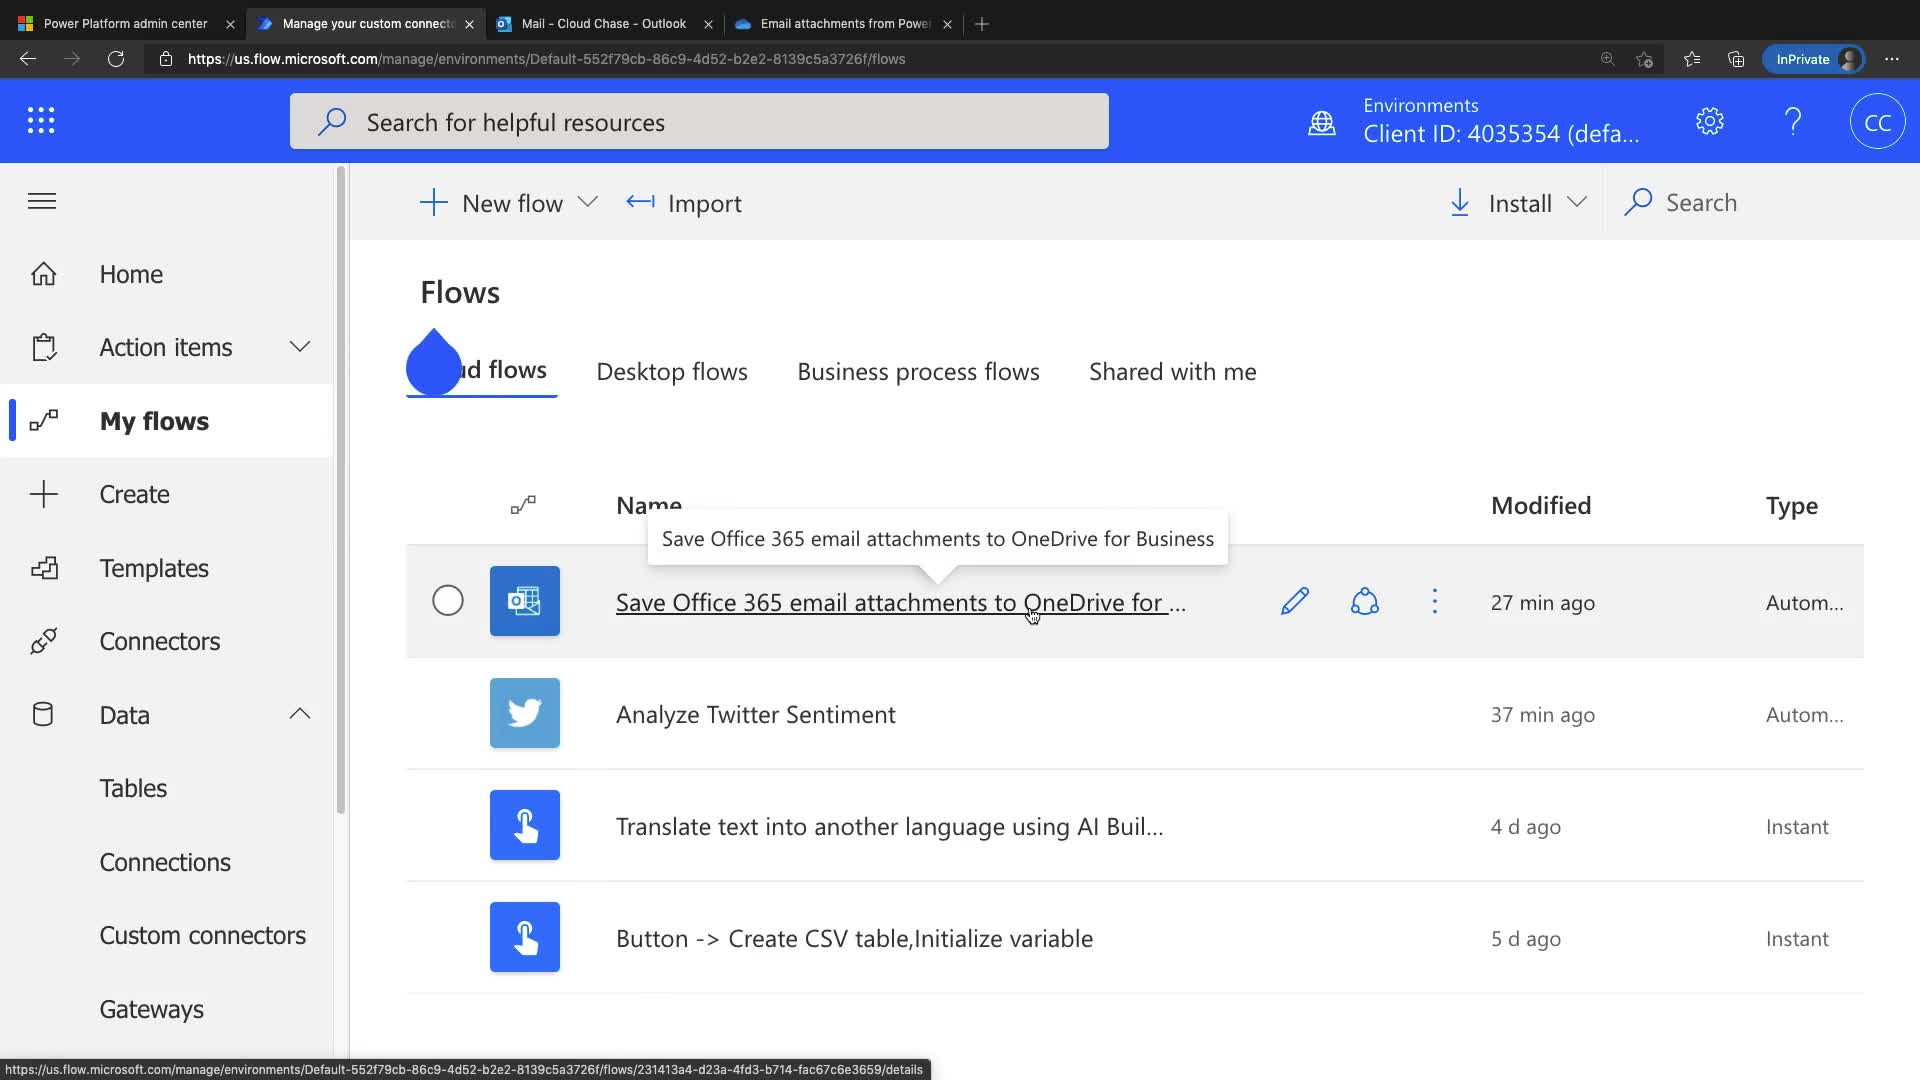 Power Platform admin center
Manage your custom connect
Mail - Cloud Chase - Outlook
Email attachments from Powe
https://us.flow.microsoft.com/manage/environments/Default-552f79cb-86c9-4d52-b2e2-8139c5a3726f/flows
InPrivate
Search for helpful resources
Environments
Client ID: 4035354 (defa...
?
CC
New flow
Import
Install
Search
Home
Action items
My flows
Create
Templates
Connectors
Data
Tables
Connections
Custom connectors
Gateways
Flows
ud flows
Desktop flows
Business process flows
Shared with me
Name
Modified
Type
Save Office 365 email attachments to OneDrive for Business
Save Office 365 email attachments to OneDrive for ...
27 min ago
Autom...
Analyze Twitter Sentiment
37 min ago
Autom...
Translate text into another language using AI Buil...
4 d ago
Instant
Button -> Create CSV table,Initialize variable
5 d ago
Instant
https://us.flow.microsoft.com/manage/environments/Default-552f79cb-86c9-4d52-b2e2-8139c5a3726f/flows/231413a4-d23a-4fd3-b714-fac67c6e3659/details